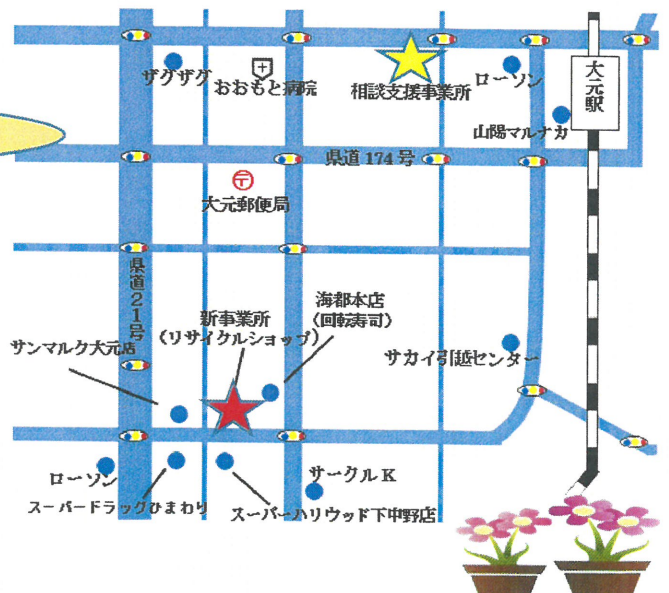 ザグザグ
おおもと病院
相談支援事業所
ローソン
大元駅
山陽マルナカ
県道174号
〒
大元郵便局
県道21号
新事業所
(リサイクルショップ)
海都本店
(回転寿司)
サンマルク大元店
サカイ引越センター
ローソン
スーパードラッグひまわり
サークルK
スーパーハリウッド下中野店